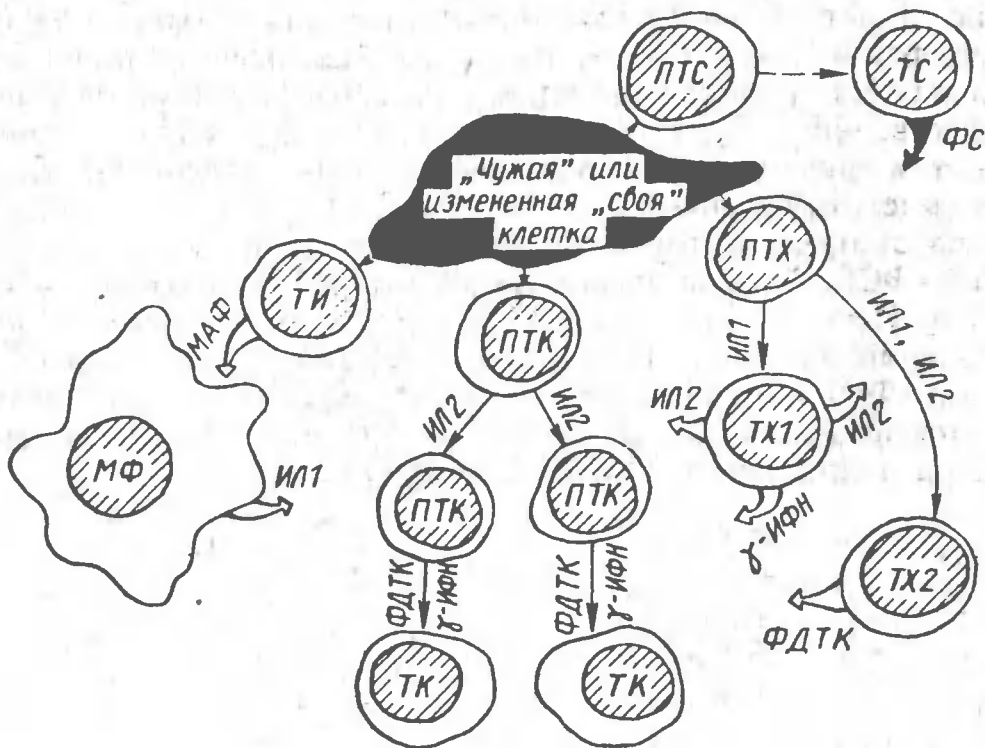 ПТС
ТС
ФС
„Чужая" или
измененная „своя"
клетка
ПТХ
ТИ
МАФ
ПТК
ИЛ1
ИЛ1,
ИЛ2
ИЛ2
ИЛ2
ИЛ2
ТХ1
ИЛ2
МФ
ИЛ1
ПТК
ПТК
γ-ИФН
ФДТК
γ-ИФН
ФДТК
γ-ИФН
ТХ2
ФДТК
ТК
ТК